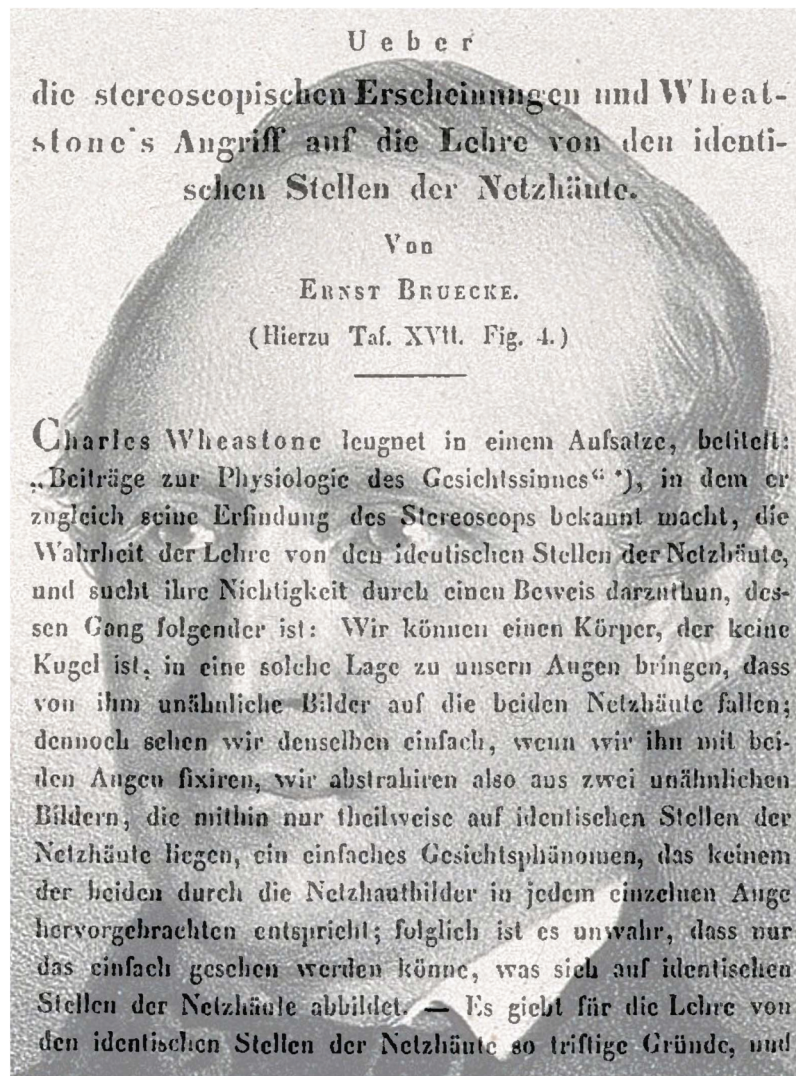 Ueber
die stereoscopischen Erscheinungen und Wheat-
stone's Angriff auf die Lehre von den identi-
schen Stellen der Netzhäute.
Von
ERNST BRUECKE.
(Hierzu Taf. XVII. Fig. 4.)
Charles Wheastone leugnet in einem Aufsatze, betitelt:
„Beiträge zur Physiologie des Gesichtssinnes“ *), in dem er
zugleich seine Erfindung des Stereoscops bekannt macht, die
Wahrheit der Lehre von den identischen Stellen der Netzhäute,
und sucht ihre Nichtigkeit durch einen Beweis darzuthun, des-
sen Gang folgender ist: Wir können einen Körper, der keine
Kugel ist, in eine solche Lage zu unsern Augen bringen, dass
von ihm unähnliche Bilder auf die beiden Netzhäute fallen;
dennoch sehen wir denselben einfach, wenn wir ihn mit bei-
den Augen fixiren, wir abstrahiren also aus zwei unähnlichen
Bildern, die mithin nur theilweise auf identischen Stellen der
Netzhäute liegen, ein einfaches Gesichtsphänomen, das keinem
der beiden durch die Netzhautbilder in jedem einzelnen Auge
hervorgebrachten entspricht; folglich ist es unwahr, dass nur
das einfach gesehen werden könne, was sich auf identischen
Stellen der Netzhäute abbildet. — Es giebt für die Lehre von
den identischen Stellen der Netzhäute so triftige Gründe, und